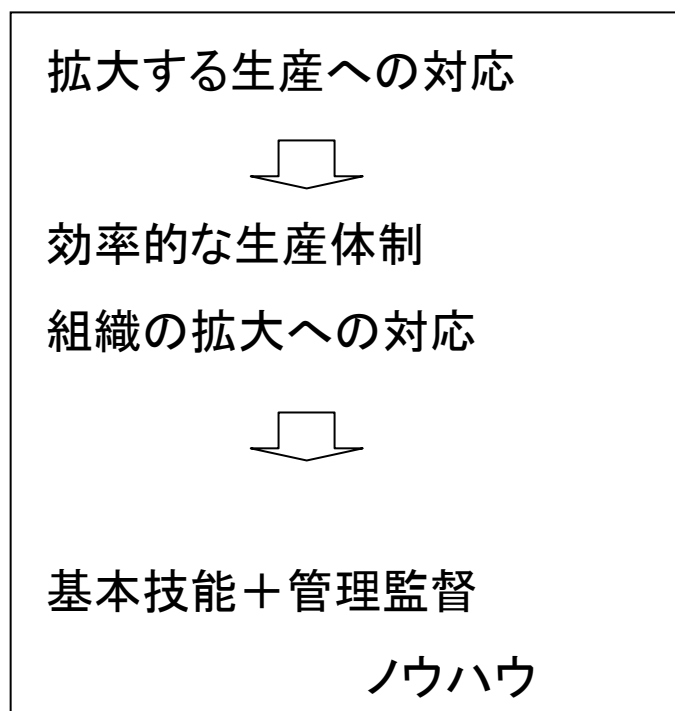 拡大する生産への対応
効率的な生産体制
組織の拡大への対応
基本技能＋管理監督
ノウハウ